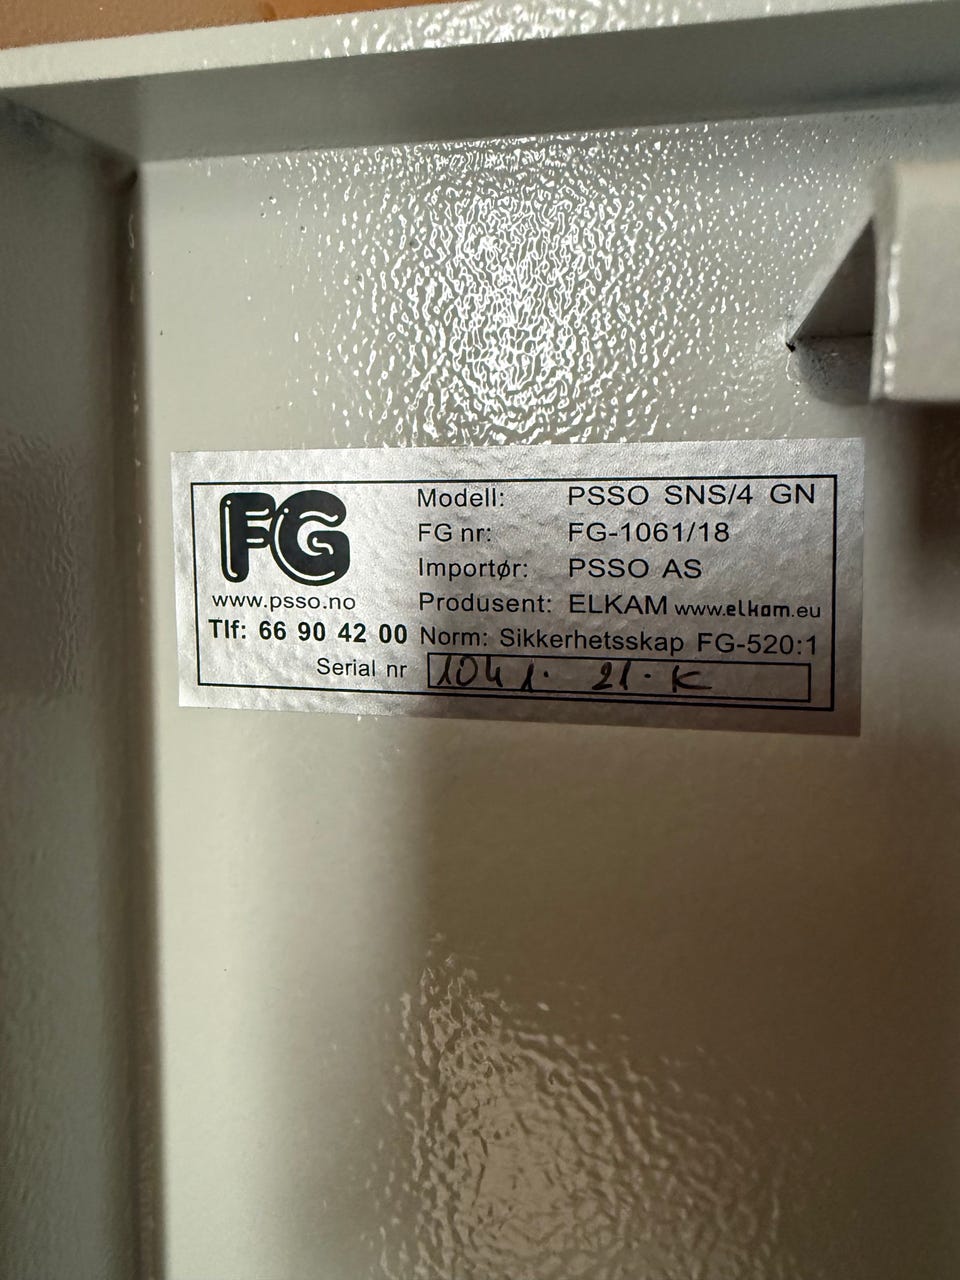 FG
Modell: PSSO SNS/4 GN
FG nr: FG-1061/18
Importør: PSSO AS
www.psso.no
Produsent: ELKAM www.elkam.eu
Tlf: 66 90 42 00
Norm: Sikkerhetsskap FG-520:1
Serial nr 1041. 21. K